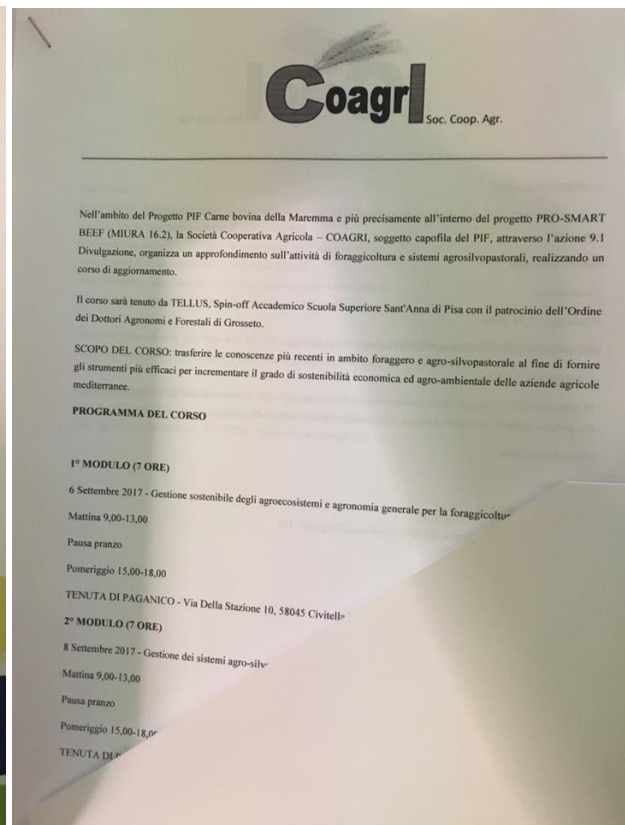 CoagrI Soc. Coop. Agr.
Nell'ambito del Progetto PIF Carne bovina della Maremma e più precisamente all'interno del progetto PRO-SMART
BEEF (MIURA 16.2), la Società Cooperativa Agricola – COAGRI, soggetto capofila del PIF, attraverso l'azione 9.1
Divulgazione, organizza un approfondimento sull'attività di foraggicoltura e sistemi agrosilvopastorali, realizzando un
corso di aggiornamento.
Il corso sarà tenuto da TELLUS, Spin-off Accademico Scuola Superiore Sant'Anna di Pisa con il patrocinio dell'Ordine
dei Dottori Agronomi e Forestali di Grosseto.
SCOPO DEL CORSO: trasferire le conoscenze più recenti in ambito foraggero e agro-silvopastorale al fine di fornire
gli strumenti più efficaci per incrementare il grado di sostenibilità economica ed agro-ambientale delle aziende agricole
mediterranee.
PROGRAMMA DEL CORSO
1° MODULO (7 ORE)
6 Settembre 2017 - Gestione sostenibile degli agroecosistemi e agronomia generale per la
Mattina 9,00-13,00
Pausa pranzo
Pomeriggio 15,00-18,00
TENUTA DI PAGANICO - Via Della Stazione 10, 58045
2° MODULO (7 ORE)
8 Settembre 2017 - Gestione dei sistemi
Mattina 9,00-13,00
Pausa pranzo
Pomeriggio
TENUTA DI